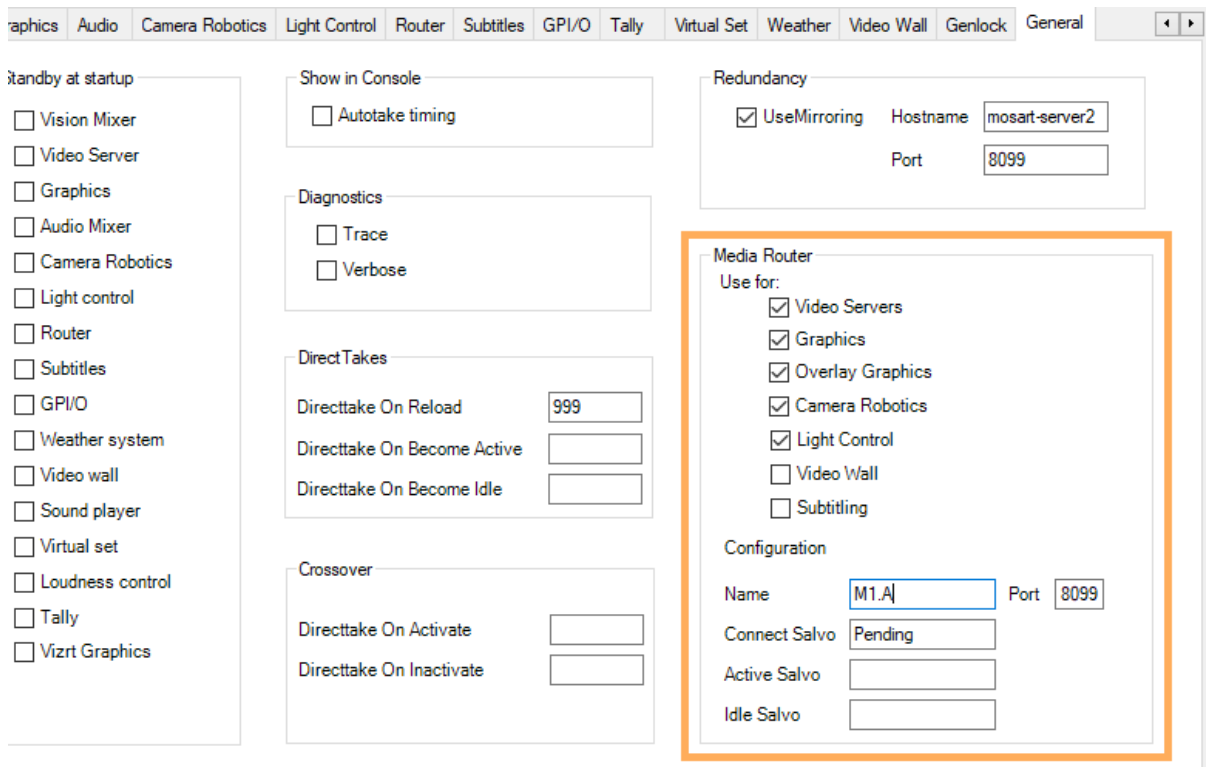 raphics Audio Camera Robotics Light Control Router Subtitles GPI/O Tally Virtual Set Weather Video Wall Genlock General
Standby at startup
Vision Mixer
Video Server
Graphics
Audio Mixer
Camera Robotics
Light control
Router
Subtitles
GPI/O
Weather system
Video wall
Sound player
Virtual set
Loudness control
Tally
Vizrt Graphics
Show in Console
Autotake timing
Diagnostics
Trace
Verbose
DirectTakes
Directtake On Reload 999
Directtake On Become Active
Directtake On Become Idle
Crossover
Directtake On Activate
Directtake On Inactivate
Redundancy
UseMirroring Hostname mosart-server2
Port 8099
Media Router
Use for:
Video Servers
Graphics
Overlay Graphics
Camera Robotics
Light Control
Video Wall
Subtitling
Configuration
Name M1.A Port 8099
Connect Salvo Pending
Active Salvo
Idle Salvo